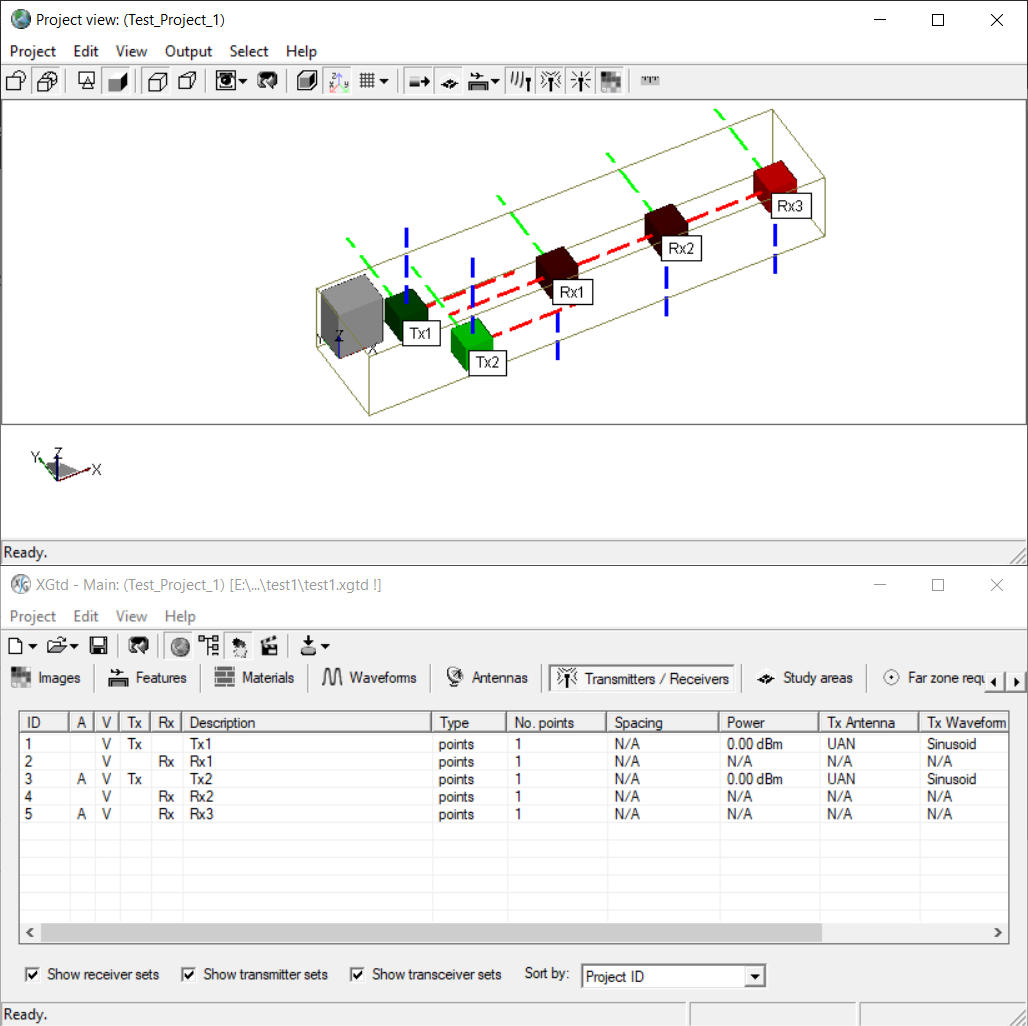 Project view: (Test_Project_1)
Project Edit View Output Select Help
Rx3
Rx2
Rx1
Tx1
Tx2
Z
X
Y Z X
Ready.
XGtd - Main: (Test_Project_1) [E:\...\test1\test1.xgtd !]
Project Edit View Help
Images Features Materials Waveforms Antennas Transmitters / Receivers Study areas Far zone requ
ID A V Tx Rx Description Type No. points Spacing Power Tx Antenna Tx Waveform
1 V Tx Tx1 points 1 N/A 0.00 dBm UAN Sinusoid
2 V Rx Rx1 points 1 N/A N/A N/A N/A
3 A V Tx Tx2 points 1 N/A 0.00 dBm UAN Sinusoid
4 V Rx Rx2 points 1 N/A N/A N/A N/A
5 A V Rx Rx3 points 1 N/A N/A N/A N/A
Show receiver sets Show transmitter sets Show transceiver sets Sort by: Project ID
Ready.